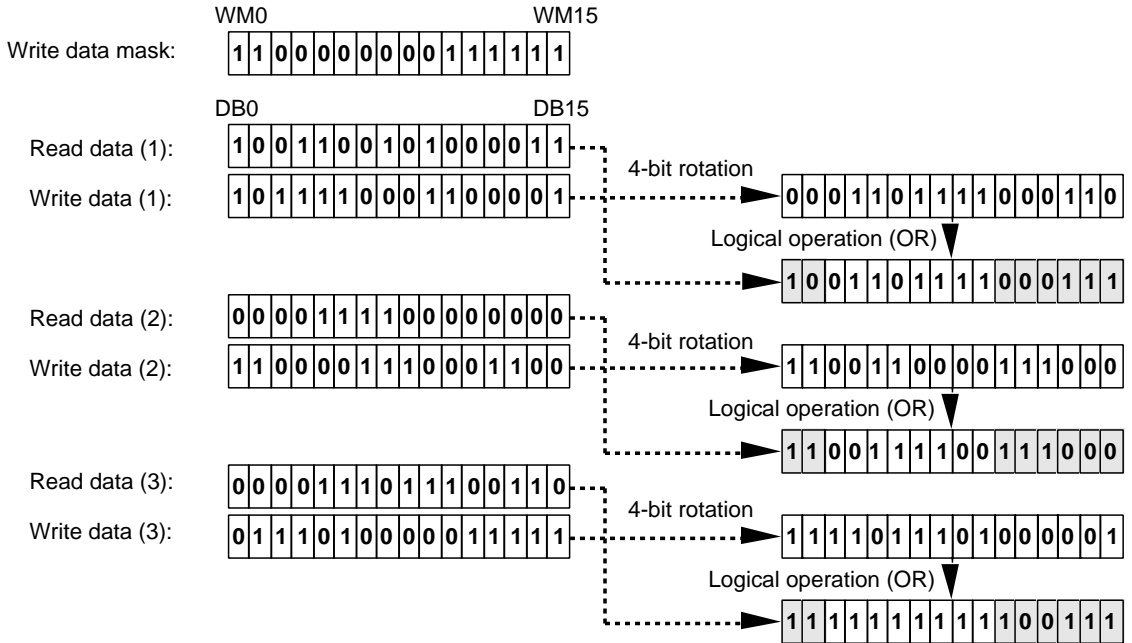 WM0 WM15
Write data mask: 1 1 0 0 0 0 0 0 0 0 1 1 1 1 1 1
DB0 DB15
Read data (1): 1 0 0 1 1 0 0 1 0 1 0 0 0 0 1 1
4-bit rotation
Write data (1): 1 0 1 1 1 1 0 0 0 1 1 0 0 0 0 1 0 0 0 1 1 0 1 1 1 1 0 0 0 1 1 0
Logical operation (OR)
1 0 0 1 1 0 1 1 1 1 0 0 0 1 1 1
Read data (2): 0 0 0 0 1 1 1 1 0 0 0 0 0 0 0 0
4-bit rotation
Write data (2): 1 1 0 0 0 0 1 1 1 0 0 0 1 1 0 0 1 1 0 0 1 1 0 0 0 0 1 1 1 0 0 0
Logical operation (OR)
1 1 0 0 1 1 1 1 0 0 1 1 1 0 0 0
Read data (3): 0 0 0 0 1 1 1 0 1 1 1 0 0 1 1 0
4-bit rotation
Write data (3): 0 1 1 1 0 1 0 0 0 0 0 1 1 1 1 1 1 1 1 1 0 1 1 1 0 1 0 0 0 0 0 1
Logical operation (OR)
1 1 1 1 1 1 1 1 1 1 1 0 0 1 1 1